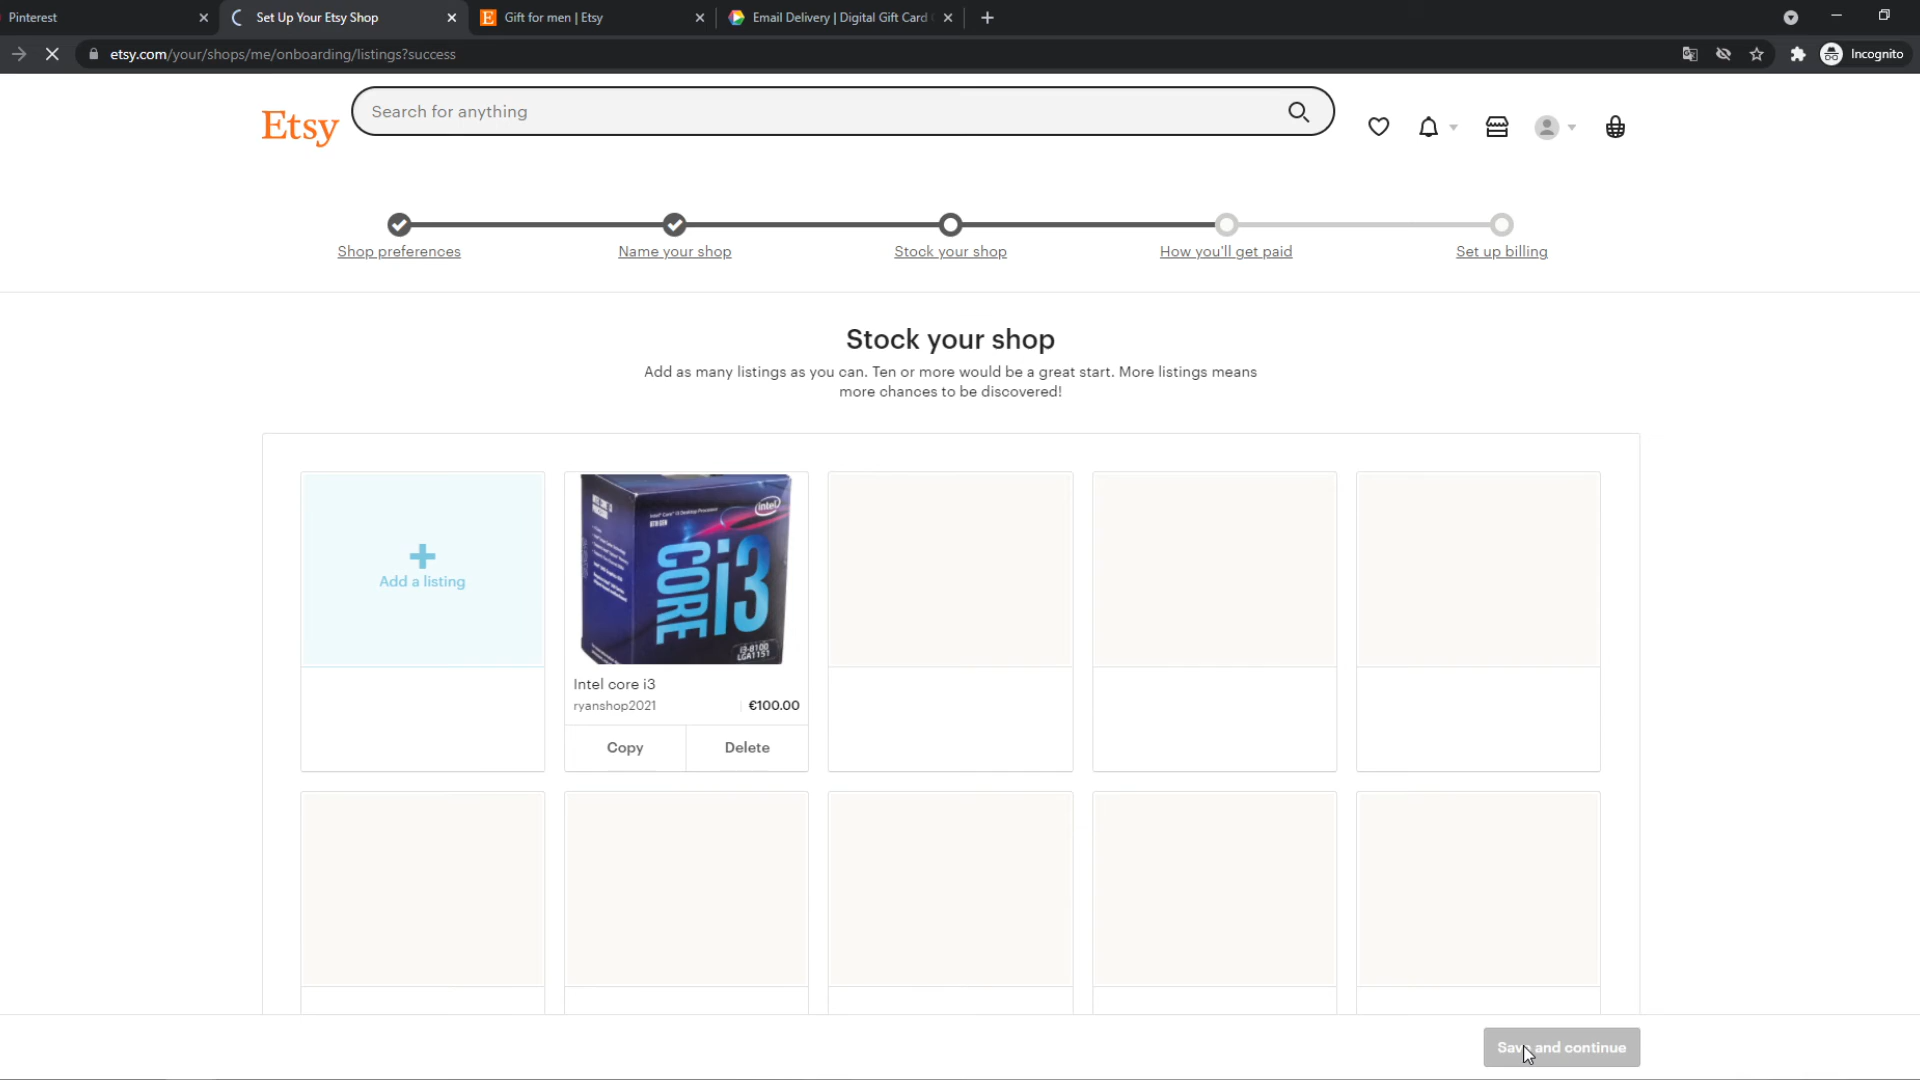 Pinterest
Set Up Your Etsy Shop
Gift for men | Etsy
Email Delivery | Digital Gift Card
etsy.com/your/shops/me/onboarding/listings?success
Incognito
Etsy
Search for anything
Shop preferences
Name your shop
Stock your shop
How you'll get paid
Set up billing
Stock your shop
Add as many listings as you can. Ten or more would be a great start. More listings means
more chances to be discovered!
Add a listing
intel
CORE i3
i3-8100
LGA1151
Intel core i3
ryanshop2021
€100.00
Copy
Delete
Save and continue